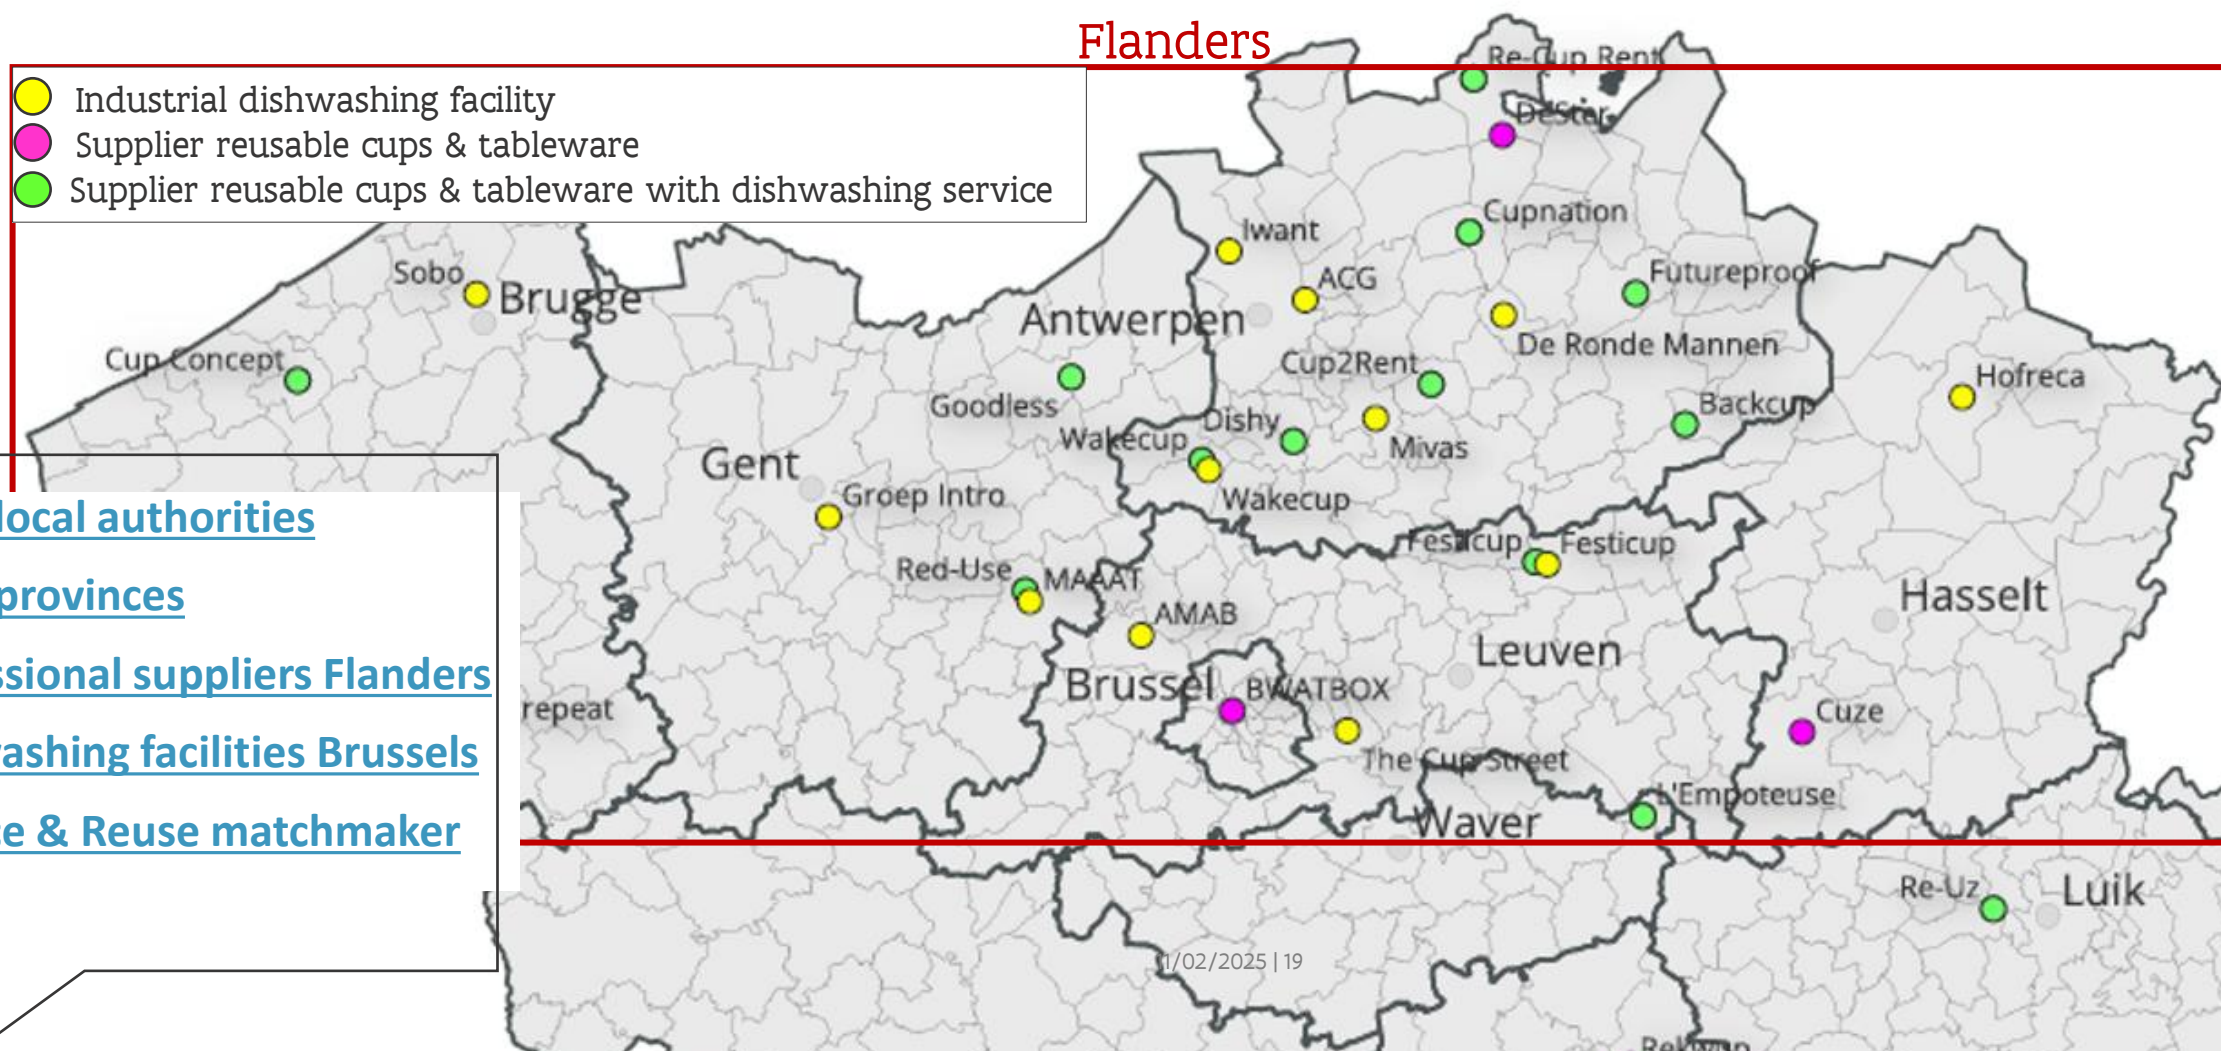 Flanders
Industrial dishwashing facility
Supplier reusable cups & tableware
Supplier reusable cups & tableware with dishwashing service
Re-Cup Rent
DeSter
Cupnation
Iwant
ACG
Futureproof
Sobo
Brugge
Antwerpen
De Ronde Mannen
Cup Concept
Cup2Rent
Hofreca
Goodless
Dishy
Backcup
Wakecup
Mivas
Gent
Groep Intro
Wakecup
local authorities
Festicup
Festicup
Red-Use
MAAAT
provinces
AMAB
Hasselt
Leuven
ssional suppliers Flanders
Brussel
BWATBOX
repeat
Cuze
ashing facilities Brussels
The Cup Street
L'Empoteuse
Waver
e & Reuse matchmaker
Re-Uz
Luik
1/02/2025 | 19